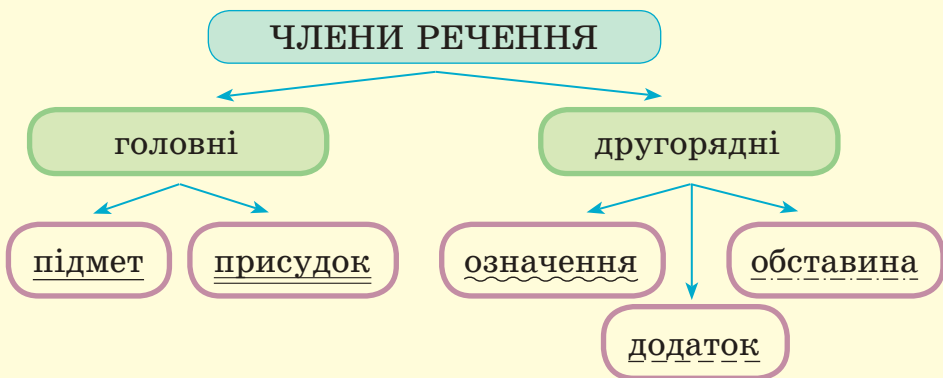 ЧЛЕНИ РЕЧЕННЯ
головні
другорядні
підмет
присудок
означення
обставина
додаток